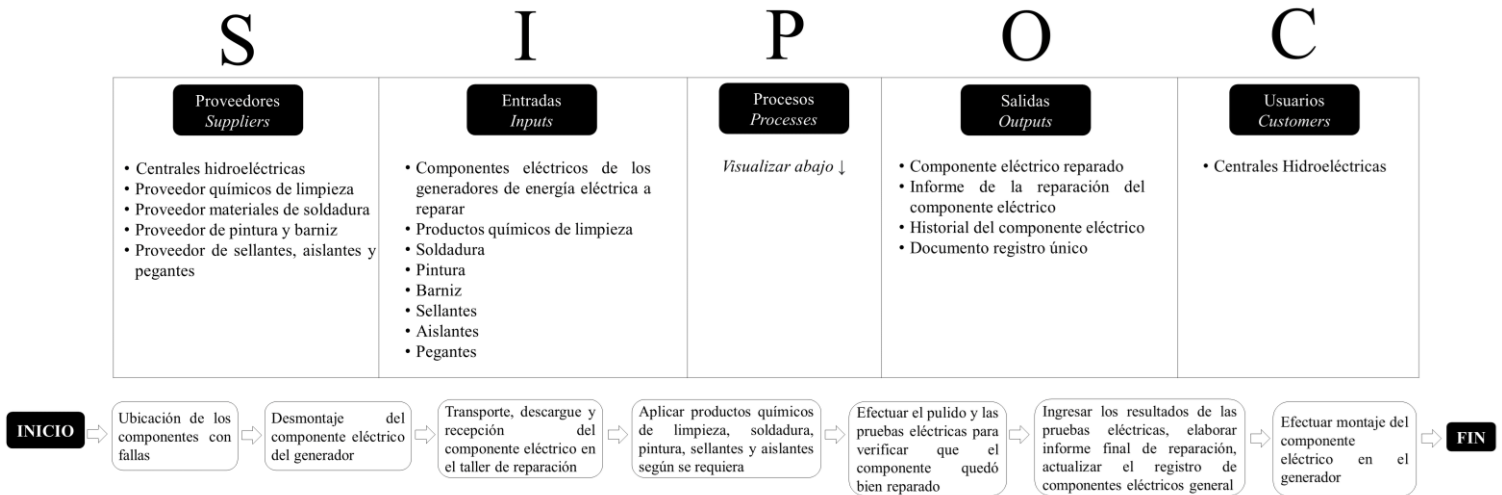 S I P O C
Proveedores
Suppliers
• Centrales hidroeléctricas
• Proveedor químicos de limpieza
• Proveedor materiales de soldadura
• Proveedor de pintura y barniz
• Proveedor de sellantes, aislantes y
pegantes
Entradas
Inputs
• Componentes eléctricos de los
generadores de energía eléctrica a
reparar
• Productos químicos de limpieza
• Soldadura
• Pintura
• Barniz
• Sellantes
• Aislantes
• Pegantes
Procesos
Processes
Visualizar abajo ↓
Salidas
Outputs
• Componente eléctrico reparado
• Informe de la reparación del
componente eléctrico
• Historial del componente eléctrico
• Documento registro único
Usuarios
Customers
• Centrales Hidroeléctricas
INICIO
Ubicación de los
componentes con
fallas
Desmontaje del
componente eléctrico
del generador
Transporte, descargue y
recepción del
componente eléctrico en
el taller de reparación
Aplicar productos químicos
de limpieza, soldadura,
pintura, sellantes y aislantes
según se requiera
Efectuar el pulido y las
pruebas eléctricas para
verificar que el
componente quedó
bien reparado
Ingresar los resultados de las
pruebas eléctricas, elaborar
informe final de reparación,
actualizar el registro de
componentes eléctricos general
Efectuar montaje del
componente
eléctrico en el
generador
FIN